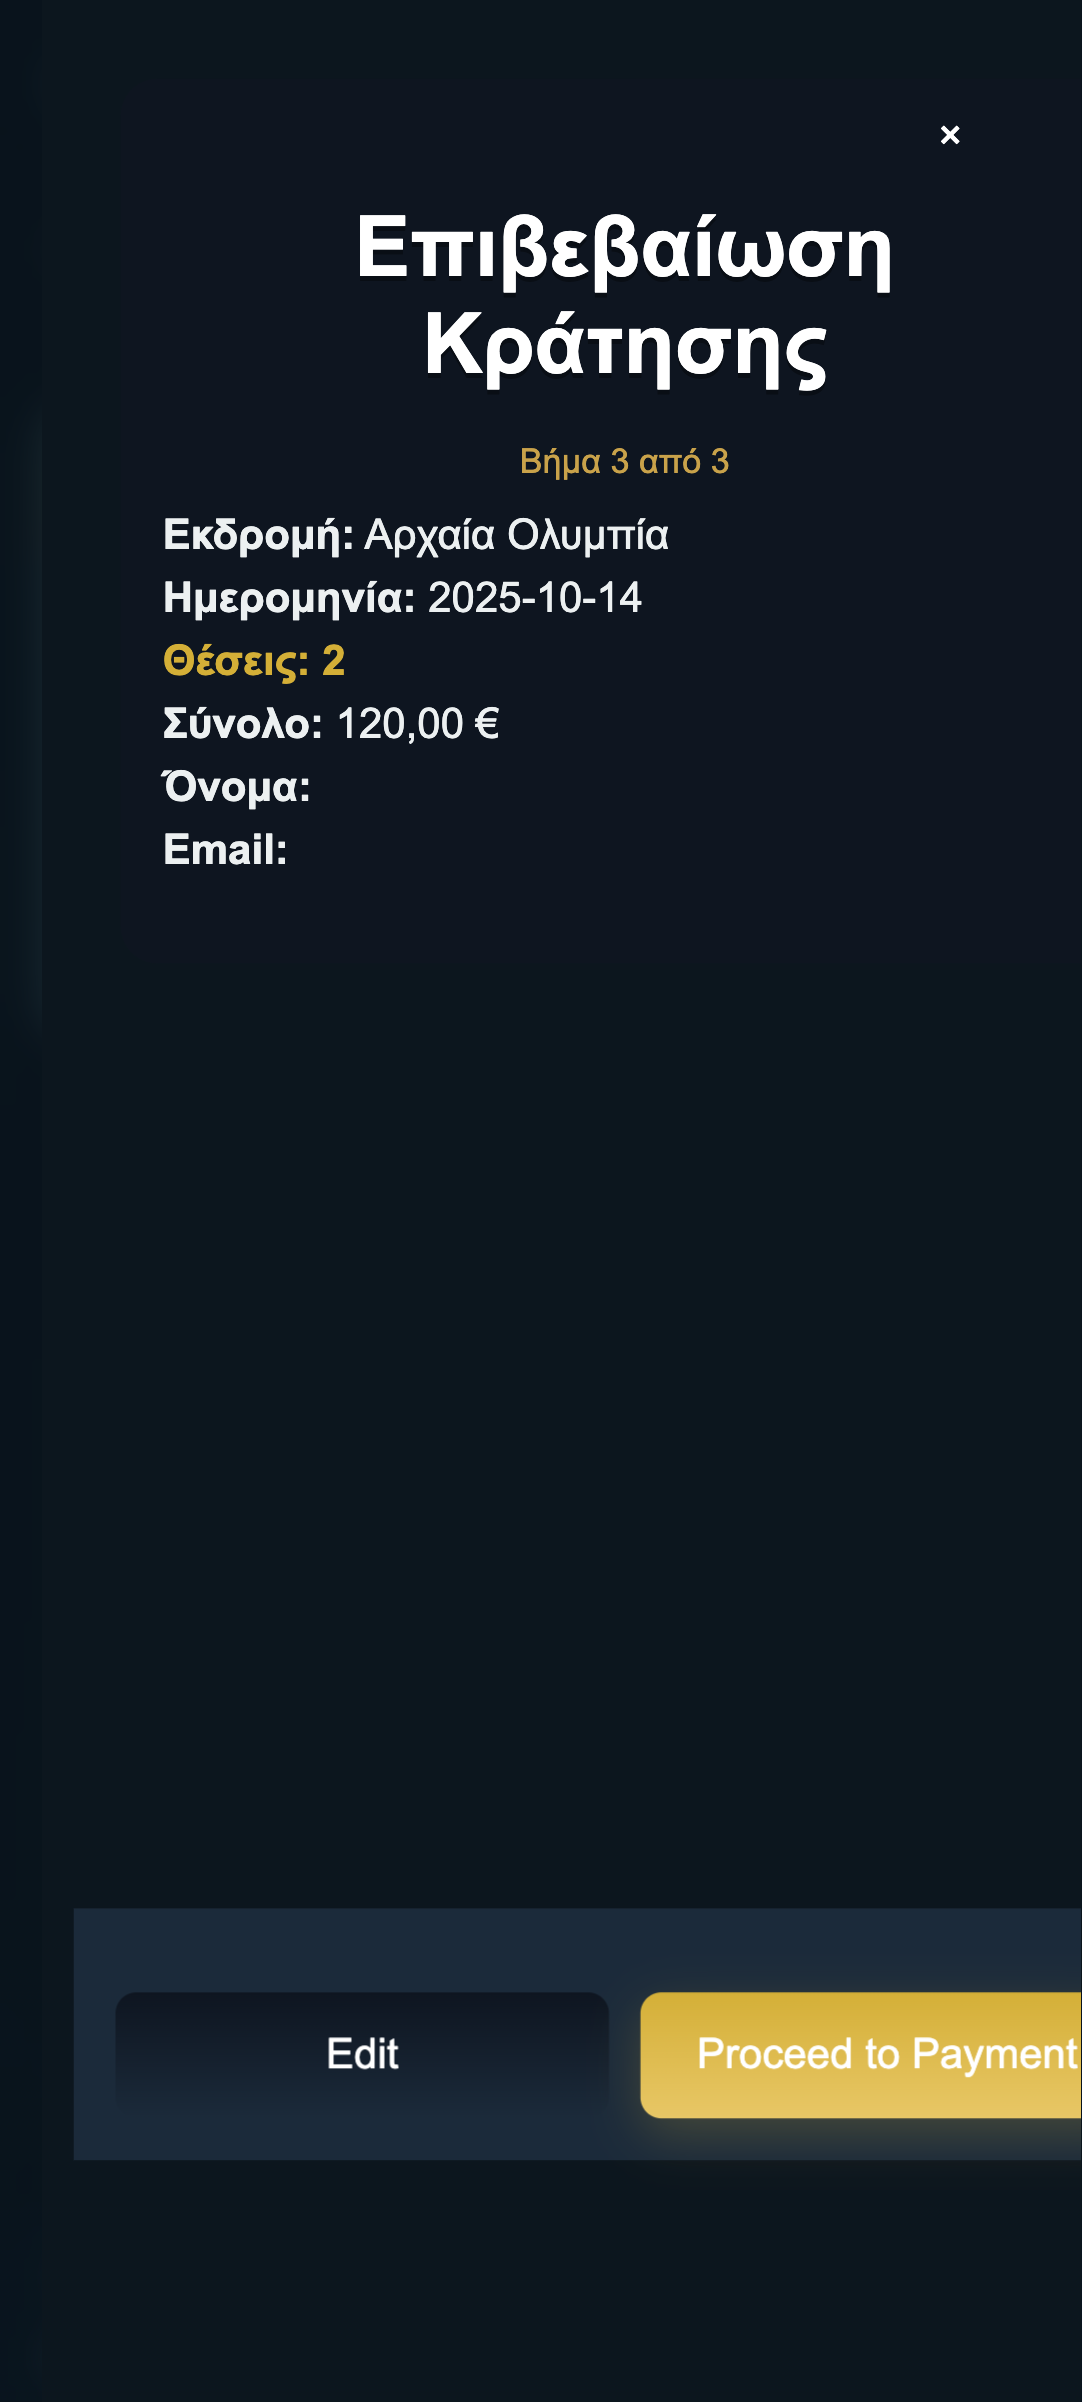 ×
Επιβεβαίωση
Κράτησης
Βήμα 3 από 3
Εκδρομή: Αρχαία Ολυμπία
Ημερομηνία: 2025-10-14
Θέσεις: 2
Σύνολο: 120,00 €
Όνομα:
Email:
Edit
Proceed to Payment